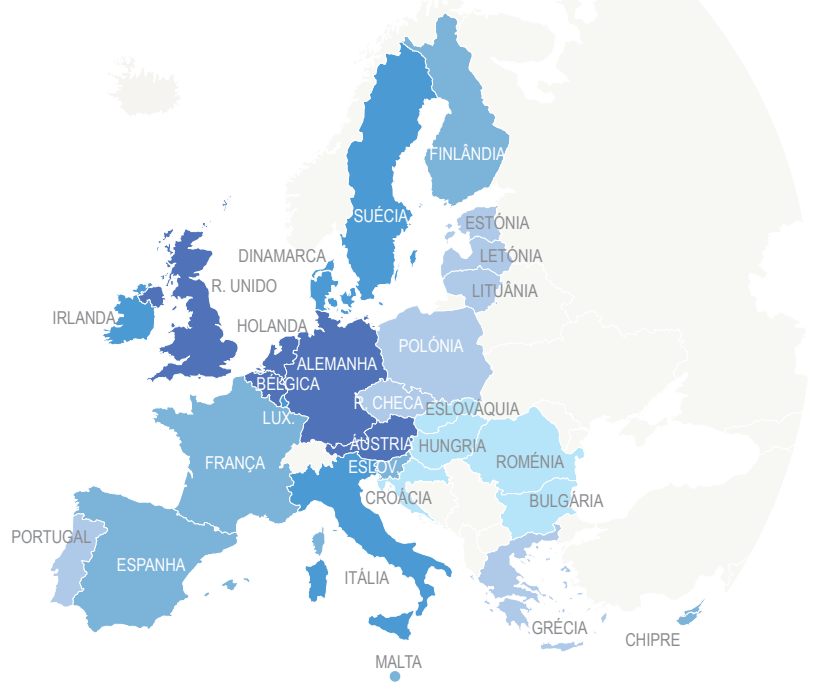 FINLÂNDIA
SUÉCIA
ESTÓNIA
LETÓNIA
DINAMARCA
R. UNIDO
LITUÂNIA
IRLANDA
HOLANDA
POLÓNIA
ALEMANHA
BÉLGICA
R. CHECA
ESLOVÁQUIA
LUX.
ÁUSTRIA
HUNGRIA
FRANÇA
ESLOV.
ROMÉNIA
CROÁCIA
BULGÁRIA
PORTUGAL
ESPANHA
ITÁLIA
GRÉCIA
CHIPRE
MALTA